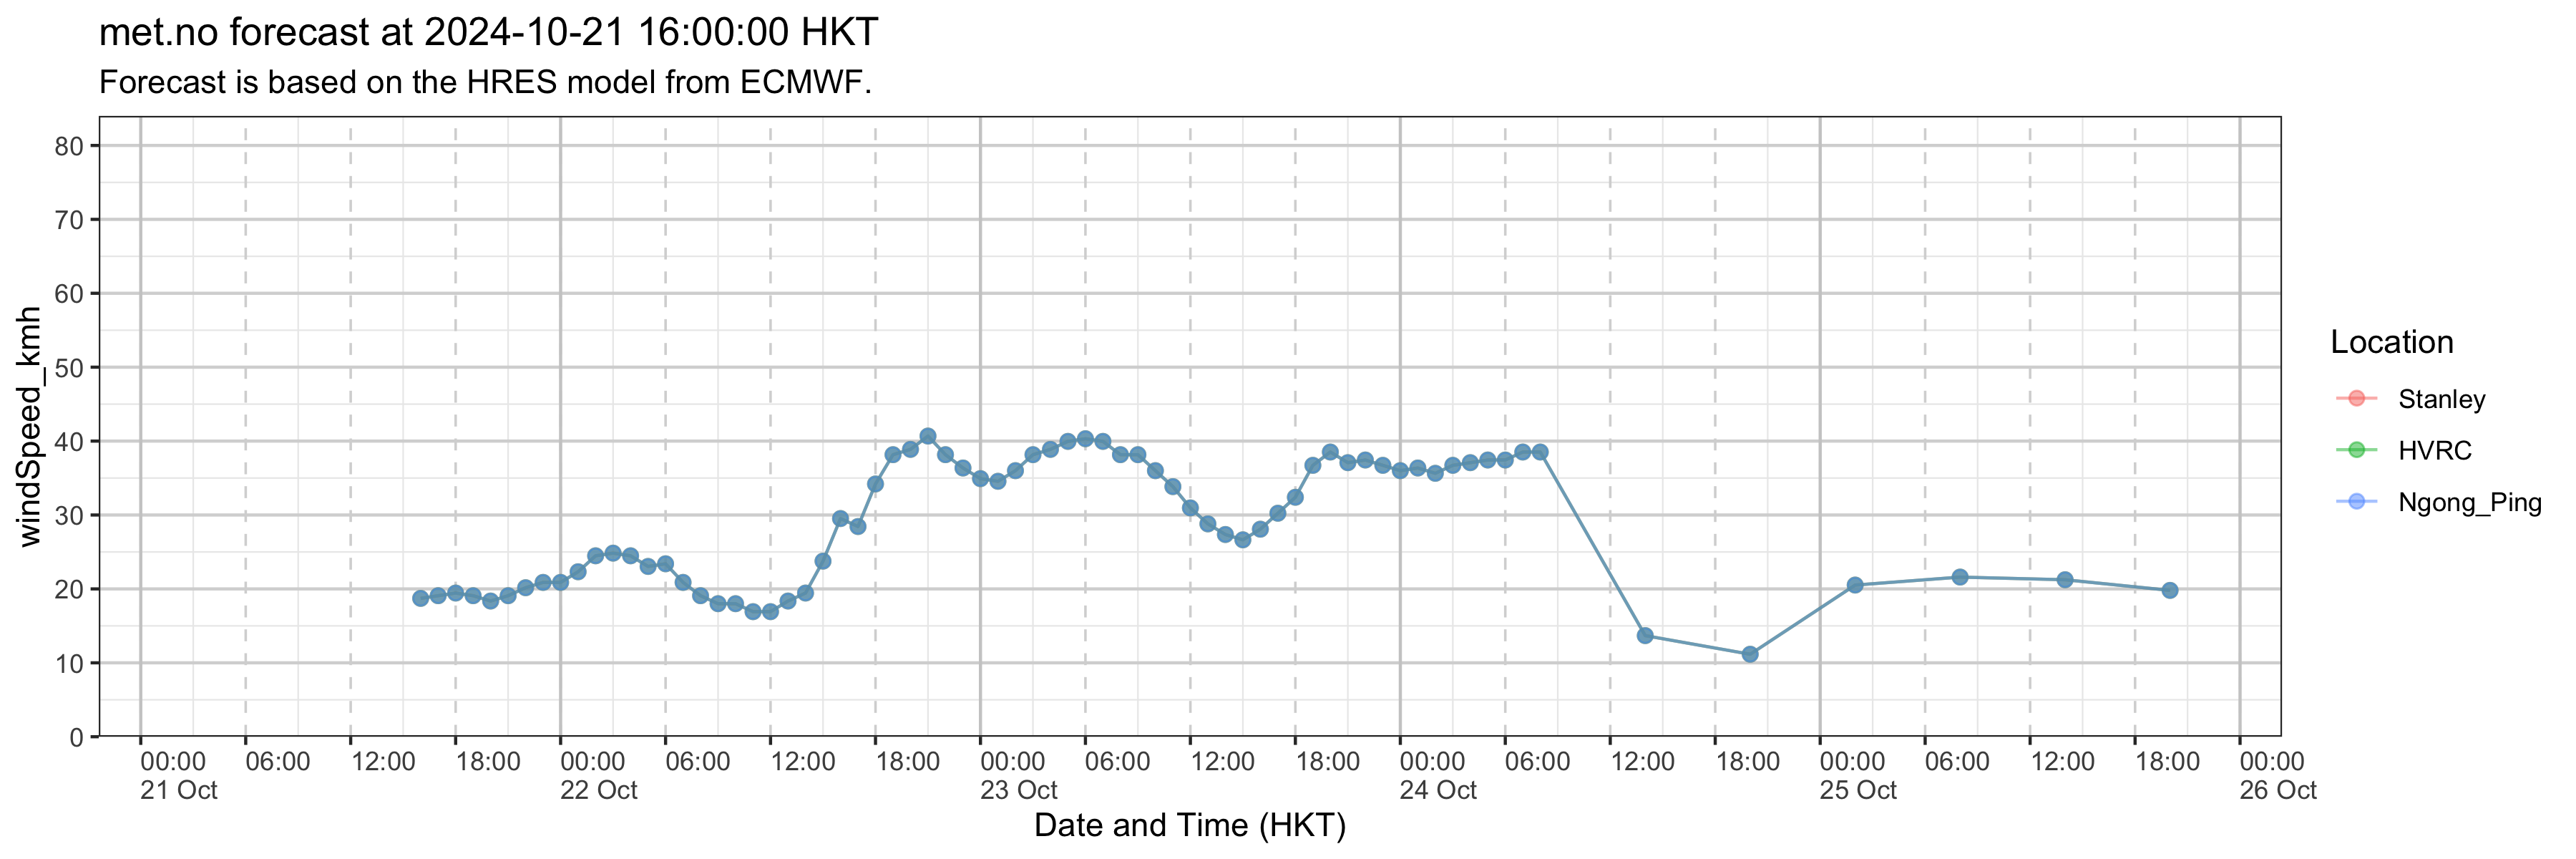 met.no forecast at 2024-10-21 16:00:00 HKT
Forecast is based on the HRES model from ECMWF.
windSpeed_kmh
80
70
60
50
40
30
20
10
0
00:00 06:00 12:00 18:00 00:00 06:00 12:00 18:00 00:00 06:00 12:00 18:00 00:00 06:00 12:00 18:00 00:00 06:00 12:00 18:00 00:00
21 Oct 22 Oct 23 Oct 24 Oct 25 Oct 26 Oct
Date and Time (HKT)
Location
Stanley
HVRC
Ngong_Ping